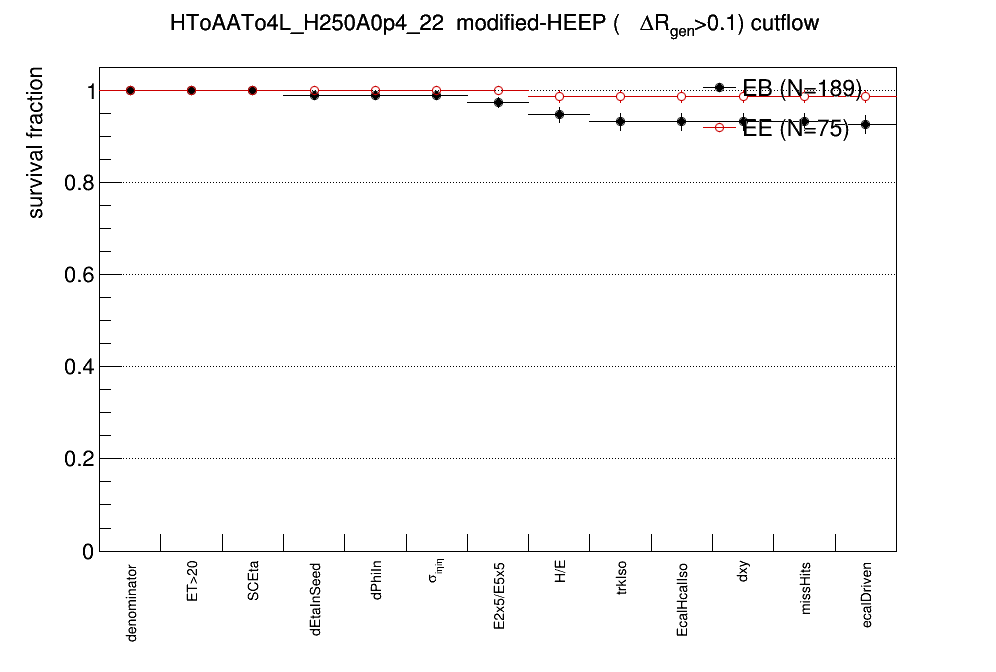 HToAATo4L_H250A0p4_22 modified-HEEP ( ΔRgen>0.1) cutflow
survival fraction
1
0.8
0.6
0.4
0.2
0
EB (N=189)
EE (N=75)
denominator
ET>20
SCEta
dEtaInSeed
dPhiIn
σiηiη
E2x5/E5x5
H/E
trkIso
EcalHcalIso
dxy
missHits
ecalDriven